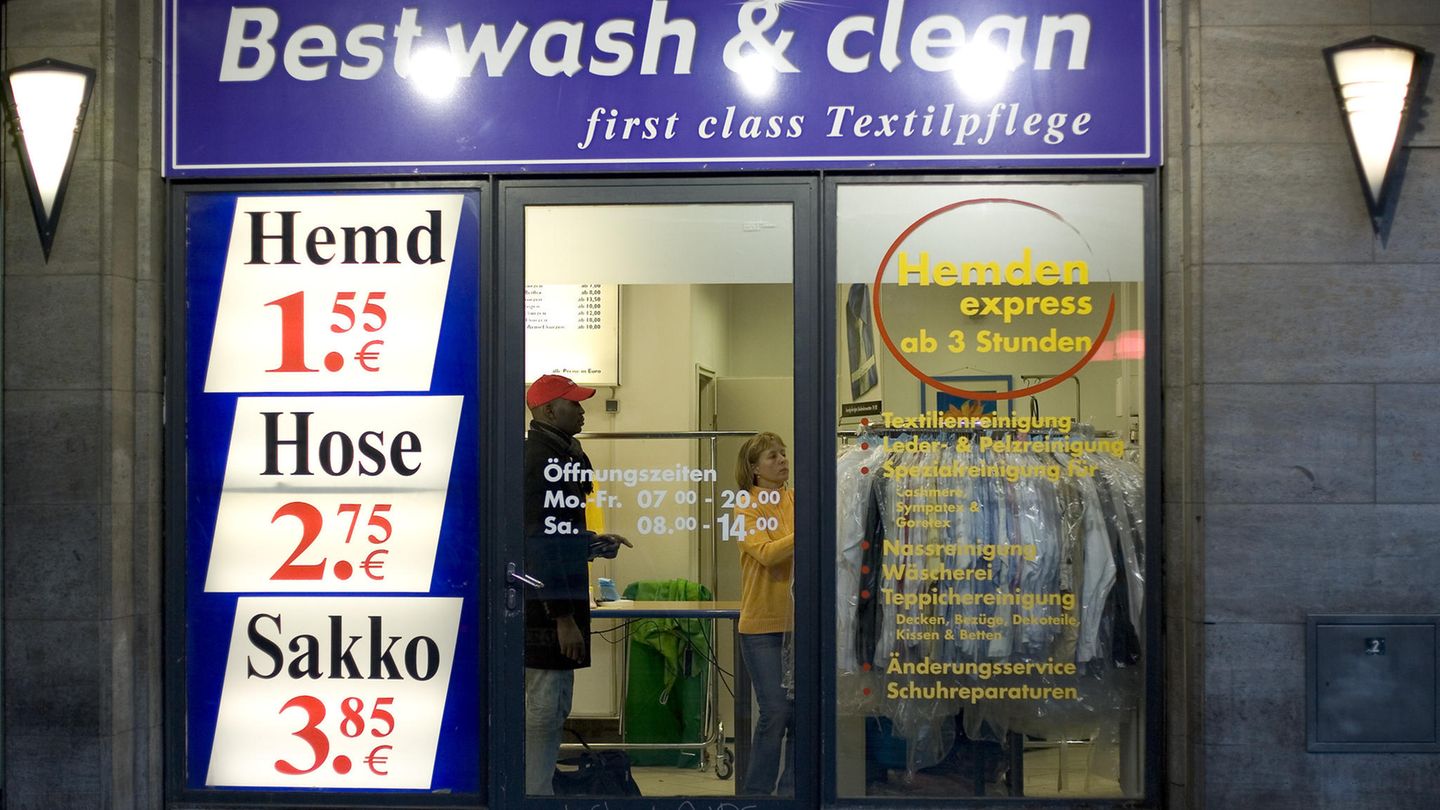 Best wash & clean
first class Textilpflege
Hemd
1.55
€
Hose
2.75
€
Sakko
3.85
€
Öffnungszeiten
Mo.-Fr. 07 00 - 20.00
Sa. 08.00 - 14.00
Hemden
express
ab 3 Stunden
• Textilienreinigung
• Leder- & Pelzreinigung
• Spezialreinigung für
Cashmere,
Sympatex &
Goretex
• Nassreinigung
• Wäscherei
• Teppichereinigung
Decken, Bezüge, Dekoteile,
Kissen & Betten
• Änderungsservice
• Schuhreparaturen
2